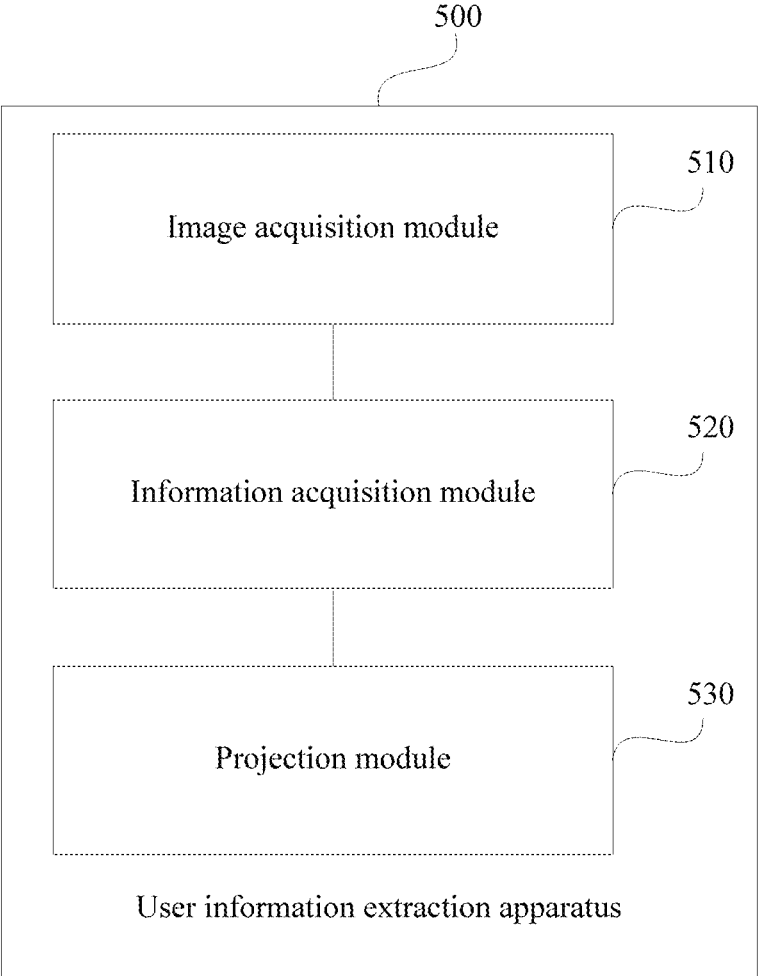 500
510
Image acquisition module
520
Information acquisition module
530
Projection module
User information extraction apparatus